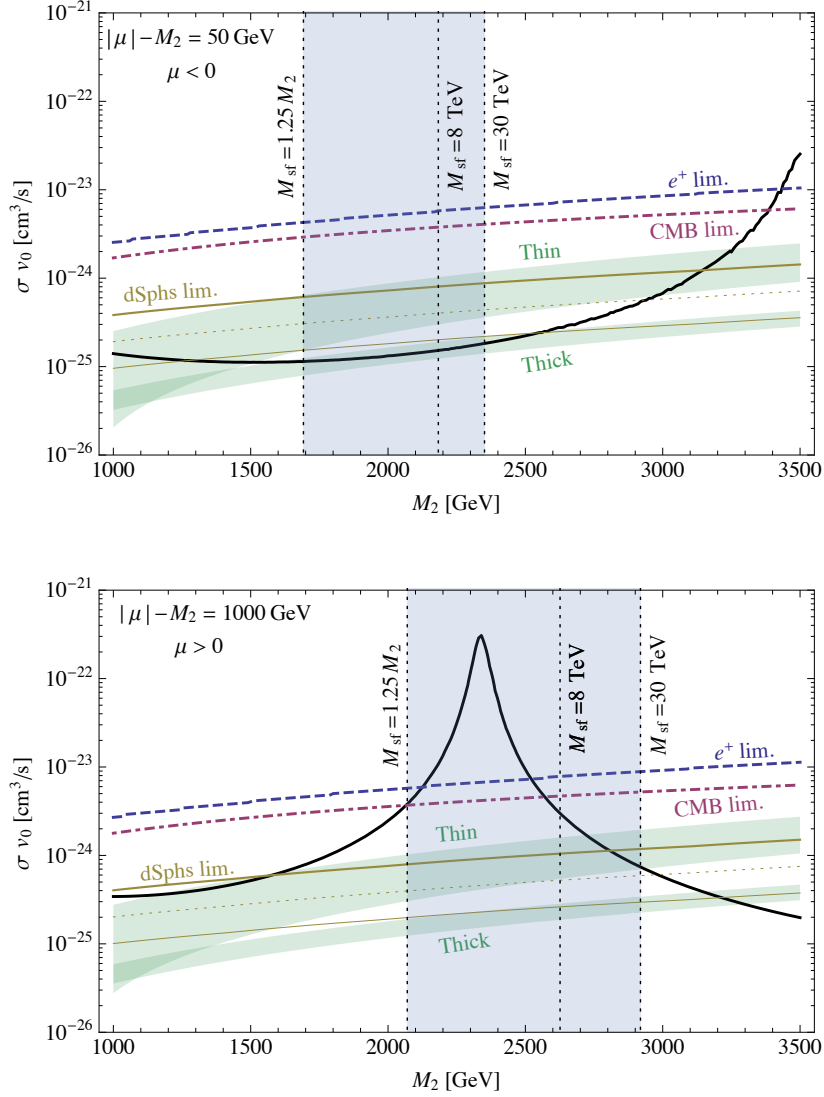 10⁻²¹
|μ| − M₂ = 50 GeV
μ < 0
M_sf = 1.25 M₂
M_sf = 8 TeV
M_sf = 30 TeV
10⁻²²
10⁻²³
10⁻²⁴
10⁻²⁵
10⁻²⁶
σ v₀ [cm³/s]
e⁺ lim.
CMB lim.
Thin
dSphs lim.
Thick
1000 1500 2000 2500 3000 3500
M₂ [GeV]
10⁻²¹
|μ| − M₂ = 1000 GeV
μ > 0
M_sf = 1.25 M₂
M_sf = 8 TeV
M_sf = 30 TeV
10⁻²²
10⁻²³
10⁻²⁴
10⁻²⁵
10⁻²⁶
σ v₀ [cm³/s]
e⁺ lim.
CMB lim.
Thin
dSphs lim.
Thick
1000 1500 2000 2500 3000 3500
M₂ [GeV]